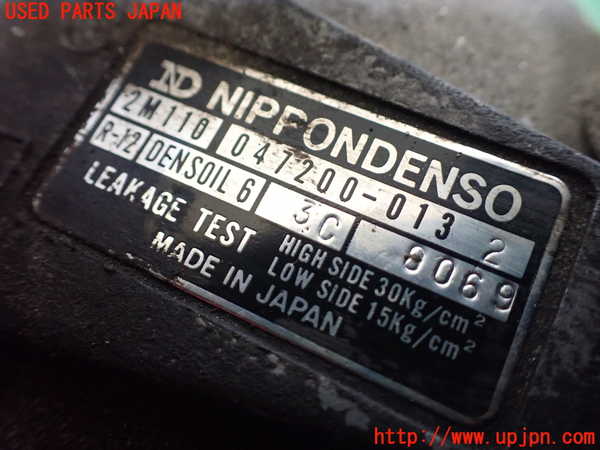 USED PARTS JAPAN
ND NIPPONDENSO
2M110 047200-013 2
R-12 DENSOIL 6 3C 8069
LEAKAGE TEST HIGH SIDE 30Kg/cm²
LOW SIDE 15Kg/cm²
MADE IN JAPAN
http://www.upjpn.com/